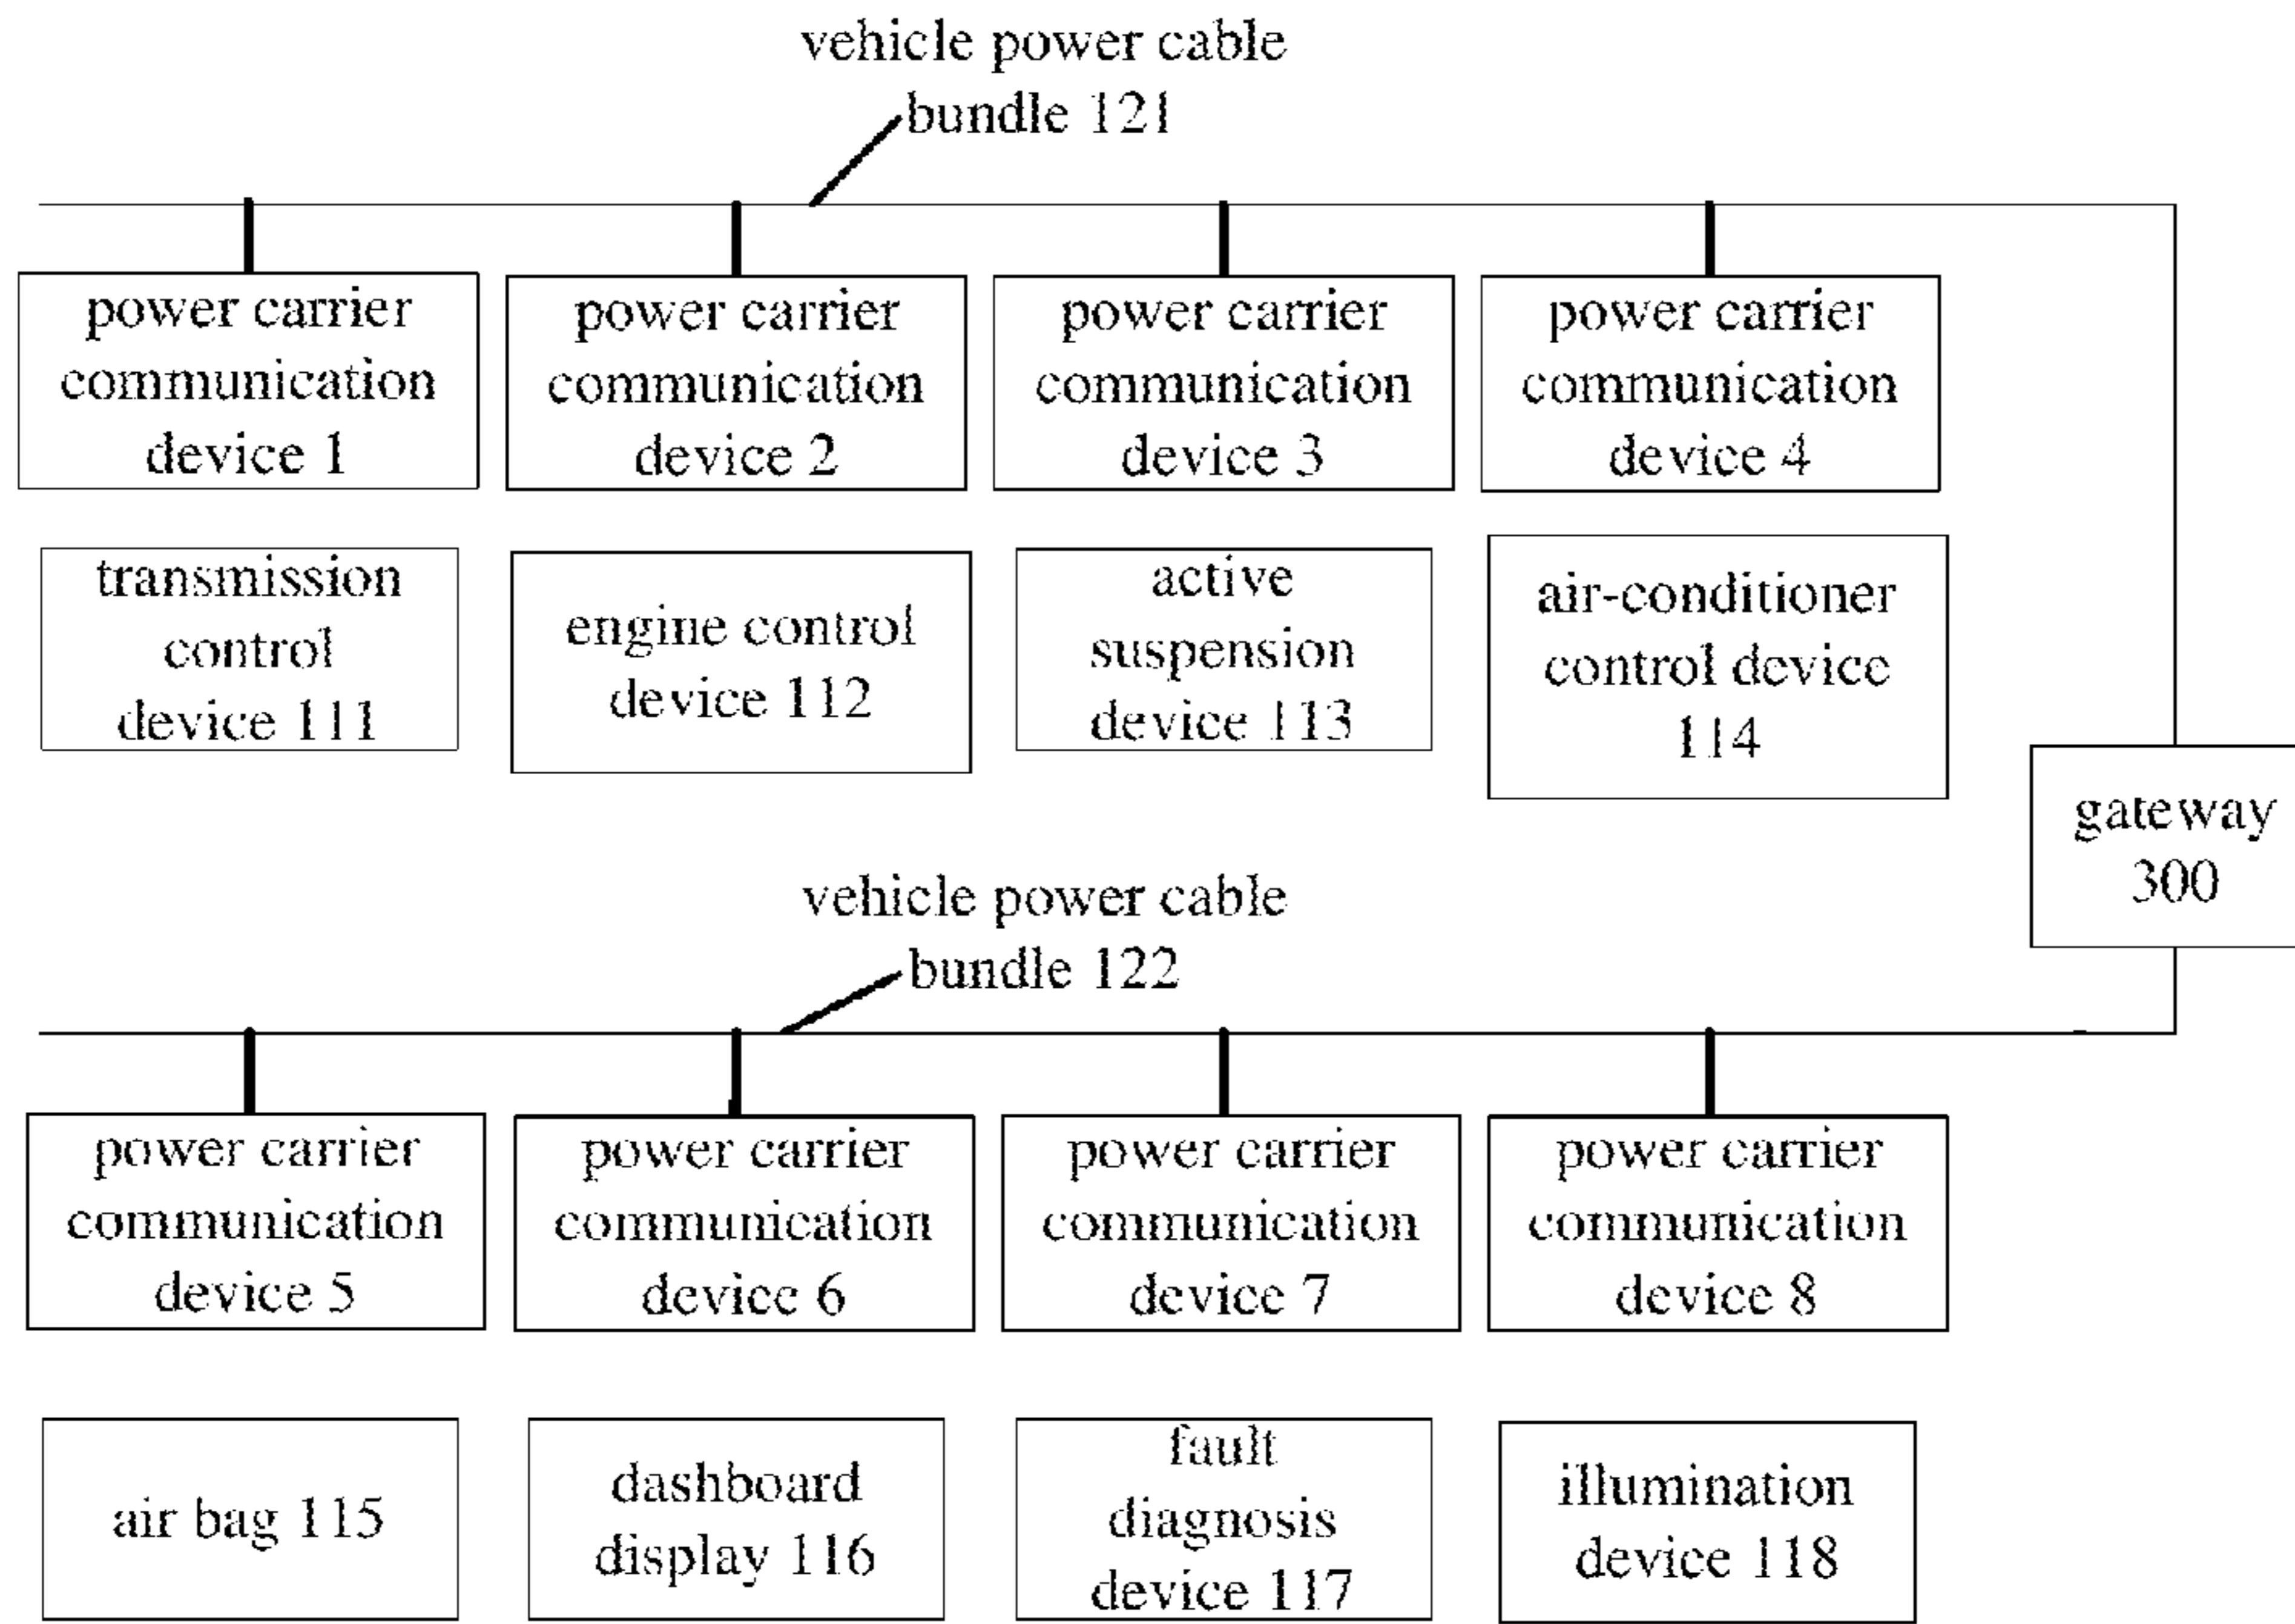 vehicle power cable
bundle 121
power carrier
communication
device 1
power carrier
communication
device 2
power carrier
communication
device 3
power carrier
communication
device 4
transmission
control
device 111
engine control
device 112
active
suspension
device 113
air-conditioner
control device
114
gateway
300
vehicle power cable
bundle 122
power carrier
communication
device 5
power carrier
communication
device 6
power carrier
communication
device 7
power carrier
communication
device 8
air bag 115
dashboard
display 116
fault
diagnosis
device 117
illumination
device 118